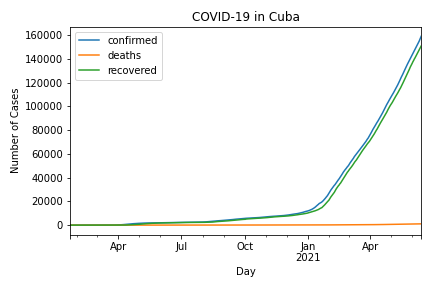 COVID-19 in Cuba
confirmed
deaths
recovered
Number of Cases
160000
140000
120000
100000
80000
60000
40000
20000
0
Apr Jul Oct Jan Apr
2021
Day